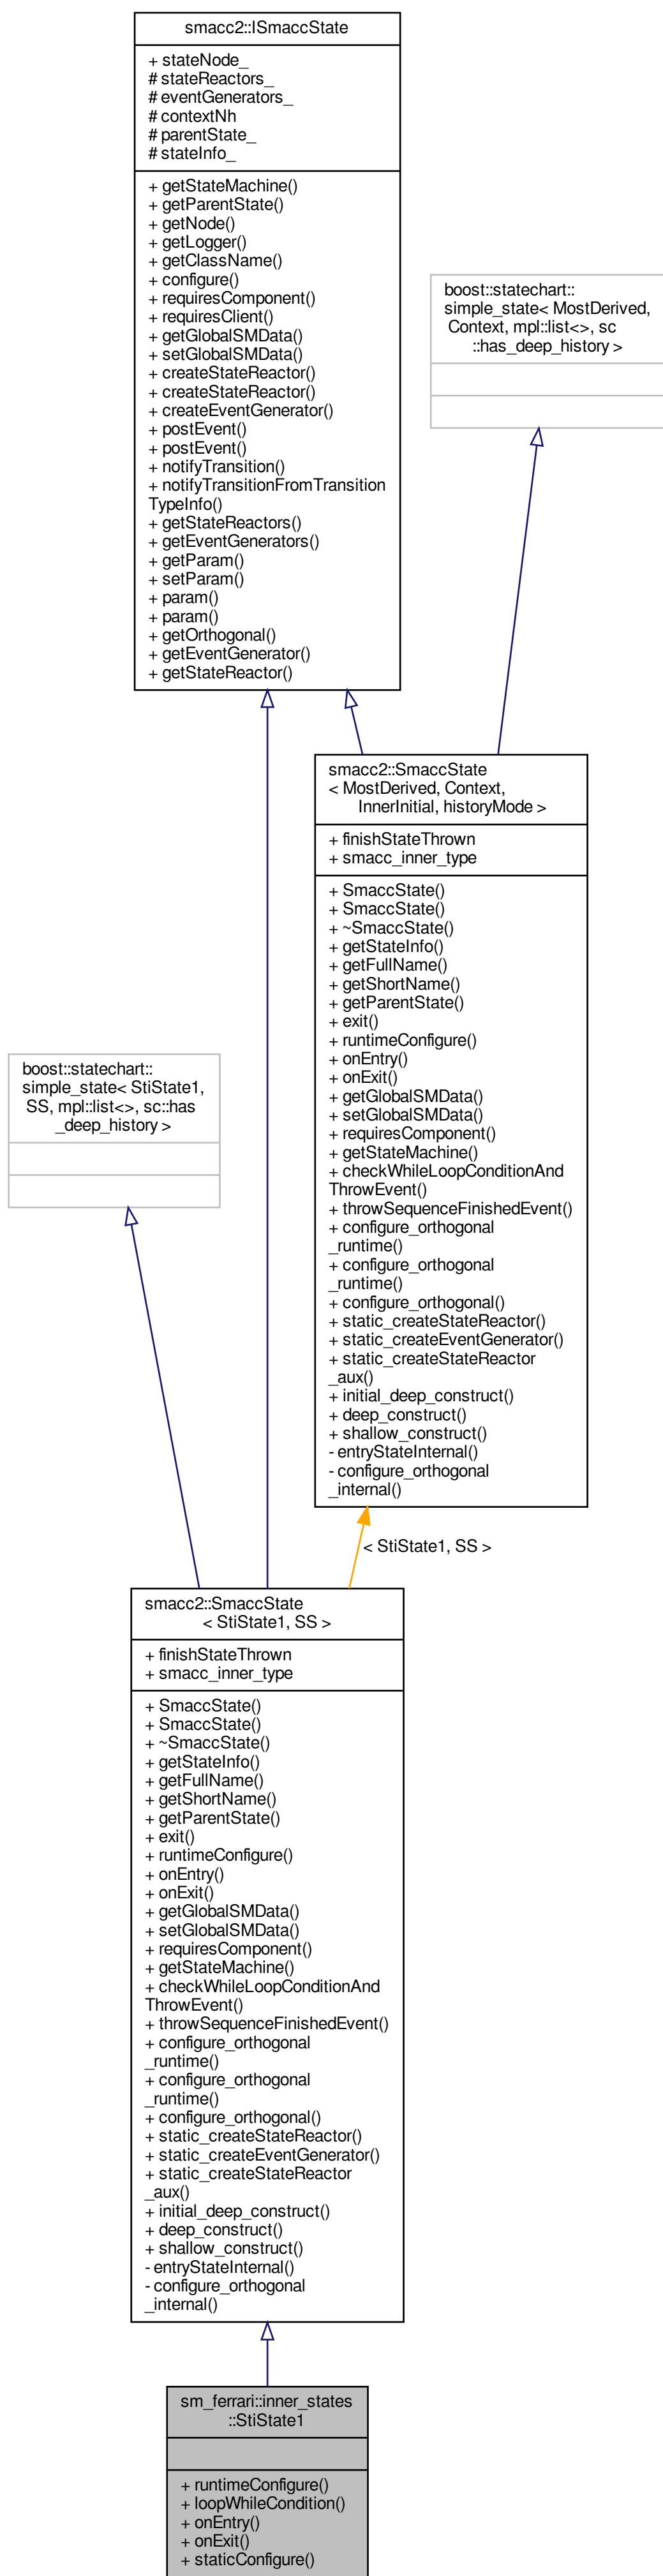 smacc2::ISmaccState
+ stateNode_
# stateReactors_
# eventGenerators_
# contextNh
# parentState_
# stateInfo_
+ getStateMachine()
+ getParentState()
+ getNode()
+ getLogger()
+ getClassName()
+ configure()
+ requiresComponent()
+ requiresClient()
+ getGlobalSMData()
+ setGlobalSMData()
+ createStateReactor()
+ createStateReactor()
+ createEventGenerator()
+ postEvent()
+ postEvent()
+ notifyTransition()
+ notifyTransitionFromTransition
TypeInfo()
+ getStateReactors()
+ getEventGenerators()
+ getParam()
+ setParam()
+ param()
+ param()
+ getOrthogonal()
+ getEventGenerator()
+ getStateReactor()
boost::statechart::
simple_state< MostDerived,
Context, mpl::list<>, sc
::has_deep_history >
smacc2::SmaccState
< MostDerived, Context,
InnerInitial, historyMode >
+ finishStateThrown
+ smacc_inner_type
+ SmaccState()
+ SmaccState()
+ ~SmaccState()
+ getStateInfo()
+ getFullName()
+ getShortName()
+ getParentState()
+ exit()
+ runtimeConfigure()
+ onEntry()
+ onExit()
+ getGlobalSMData()
+ setGlobalSMData()
+ requiresComponent()
+ getStateMachine()
+ checkWhileLoopConditionAnd
ThrowEvent()
+ throwSequenceFinishedEvent()
+ configure_orthogonal
_runtime()
+ configure_orthogonal
_runtime()
+ configure_orthogonal()
+ static_createStateReactor()
+ static_createEventGenerator()
+ static_createStateReactor
_aux()
+ initial_deep_construct()
+ deep_construct()
+ shallow_construct()
- entryStateInternal()
- configure_orthogonal
_internal()
boost::statechart::
simple_state< StiState1,
SS, mpl::list<>, sc::has
_deep_history >
< StiState1, SS >
smacc2::SmaccState
< StiState1, SS >
+ finishStateThrown
+ smacc_inner_type
+ SmaccState()
+ SmaccState()
+ ~SmaccState()
+ getStateInfo()
+ getFullName()
+ getShortName()
+ getParentState()
+ exit()
+ runtimeConfigure()
+ onEntry()
+ onExit()
+ getGlobalSMData()
+ setGlobalSMData()
+ requiresComponent()
+ getStateMachine()
+ checkWhileLoopConditionAnd
ThrowEvent()
+ throwSequenceFinishedEvent()
+ configure_orthogonal
_runtime()
+ configure_orthogonal
_runtime()
+ configure_orthogonal()
+ static_createStateReactor()
+ static_createEventGenerator()
+ static_createStateReactor
_aux()
+ initial_deep_construct()
+ deep_construct()
+ shallow_construct()
- entryStateInternal()
- configure_orthogonal
_internal()
sm_ferrari::inner_states
::StiState1
+ runtimeConfigure()
+ loopWhileCondition()
+ onEntry()
+ onExit()
+ staticConfigure()